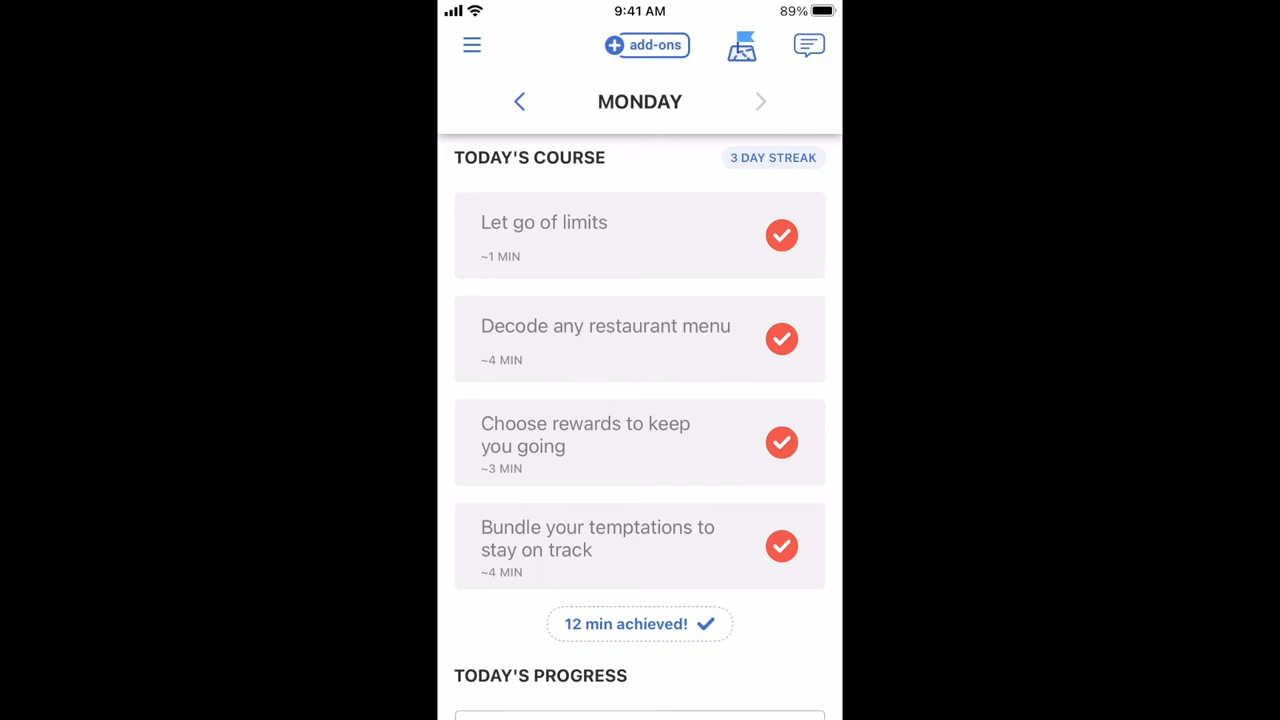 9:41 AM
89%
add-ons
MONDAY
TODAY'S COURSE
3 DAY STREAK
Let go of limits
~1 MIN
Decode any restaurant menu
~4 MIN
Choose rewards to keep
you going
~3 MIN
Bundle your temptations to
stay on track
~4 MIN
12 min achieved!
TODAY'S PROGRESS